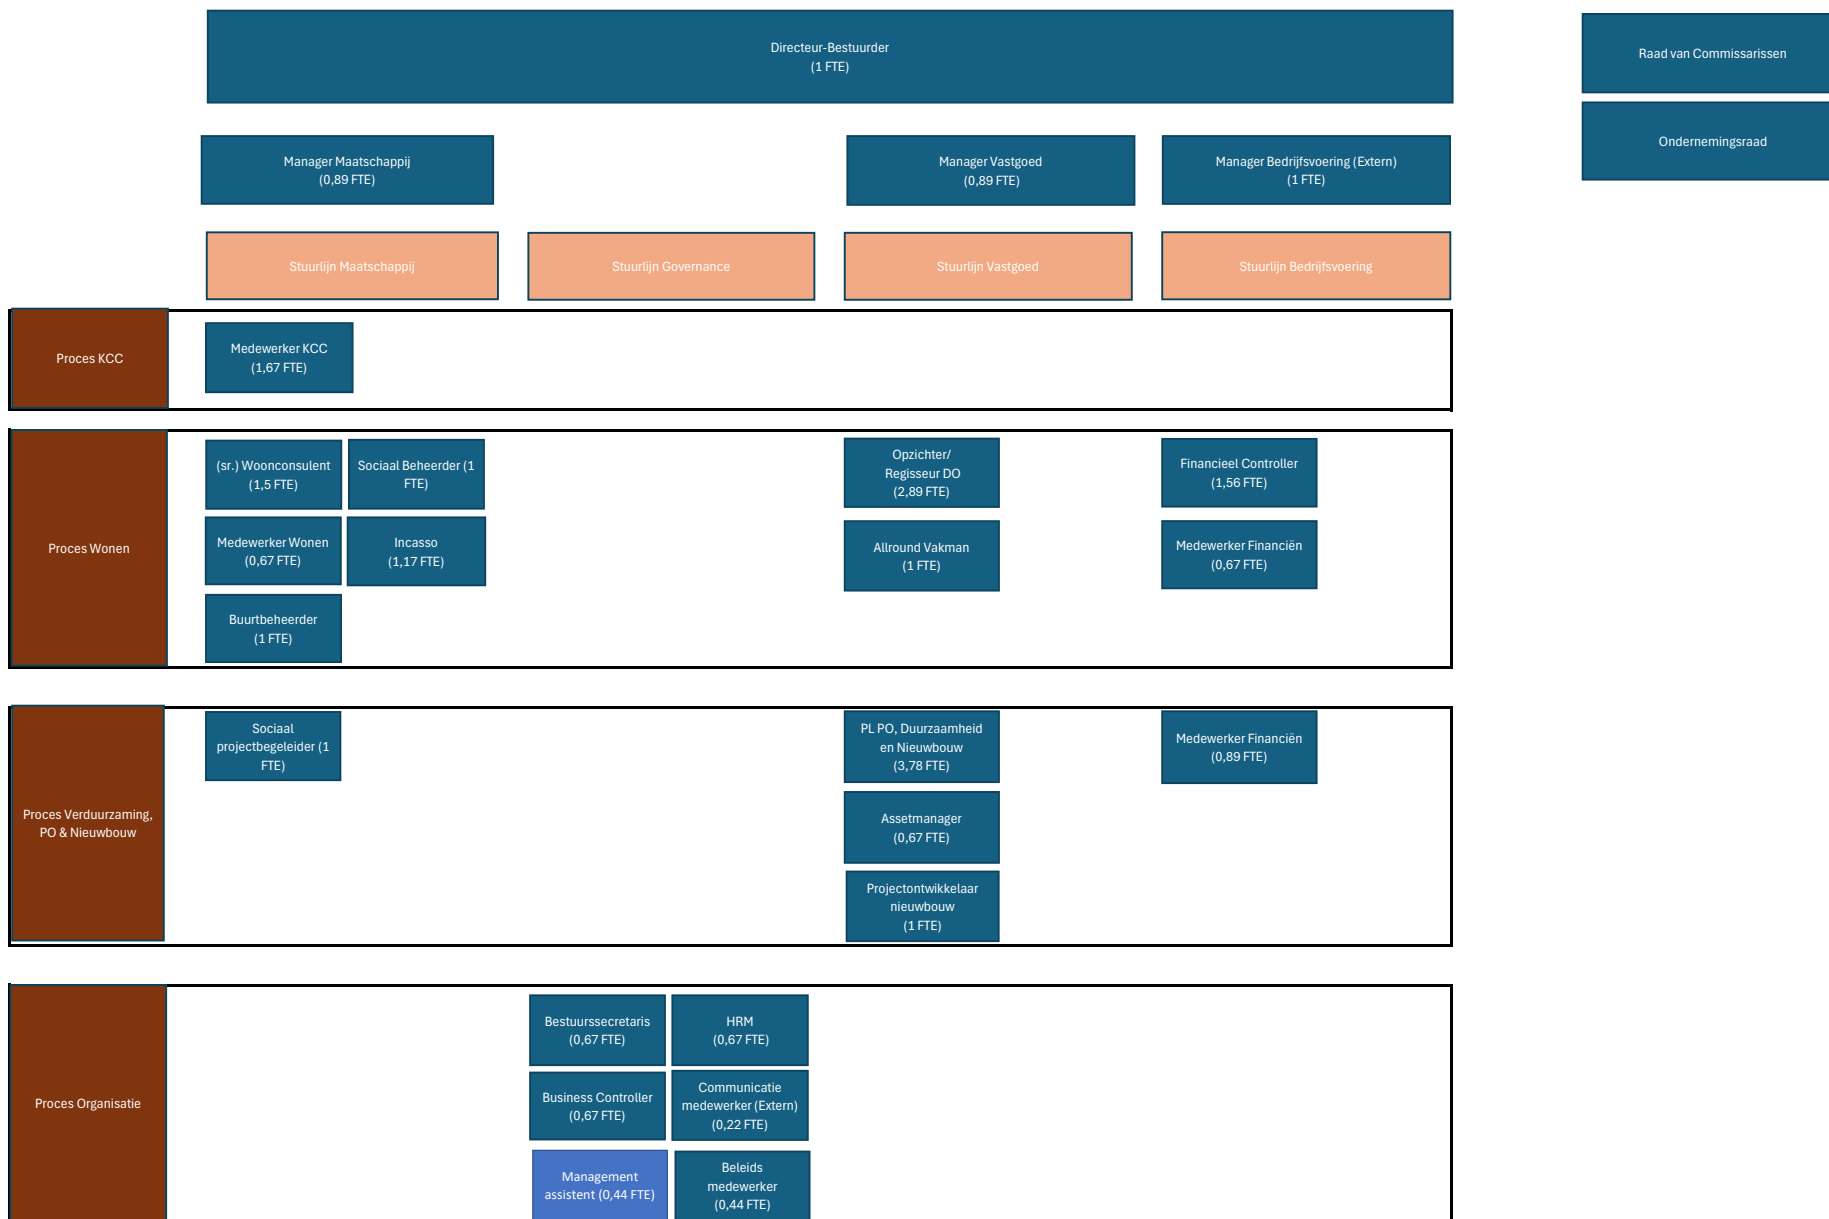 Directeur-Bestuurder
(1 FTE)
Raad van Commissarissen
Ondernemingsraad
Manager Maatschappij
(0,89 FTE)
Manager Vastgoed
(0,89 FTE)
Manager Bedrijfsvoering (Extern)
(1 FTE)
Stuurlijn Maatschappij
Stuurlijn Governance
Stuurlijn Vastgoed
Stuurlijn Bedrijfsvoering
Proces KCC
Medewerker KCC
(1,67 FTE)
Proces Wonen
(sr.) Woonconsulent
(1,5 FTE)
Sociaal Beheerder (1
FTE)
Opzichter/
Regisseur DO
(2,89 FTE)
Financieel Controller
(1,56 FTE)
Medewerker Wonen
(0,67 FTE)
Incasso
(1,17 FTE)
Allround Vakman
(1 FTE)
Medewerker Financiën
(0,67 FTE)
Buurtbeheerder
(1 FTE)
Proces Verduurzaming,
PO & Nieuwbouw
Sociaal
projectbegeleider (1
FTE)
PL PO, Duurzaamheid
en Nieuwbouw
(3,78 FTE)
Medewerker Financiën
(0,89 FTE)
Assetmanager
(0,67 FTE)
Projectontwikkelaar
nieuwbouw
(1 FTE)
Proces Organisatie
Bestuurssecretaris
(0,67 FTE)
HRM
(0,67 FTE)
Business Controller
(0,67 FTE)
Communicatie
medewerker (Extern)
(0,22 FTE)
Management
assistent (0,44 FTE)
Beleids
medewerker
(0,44 FTE)